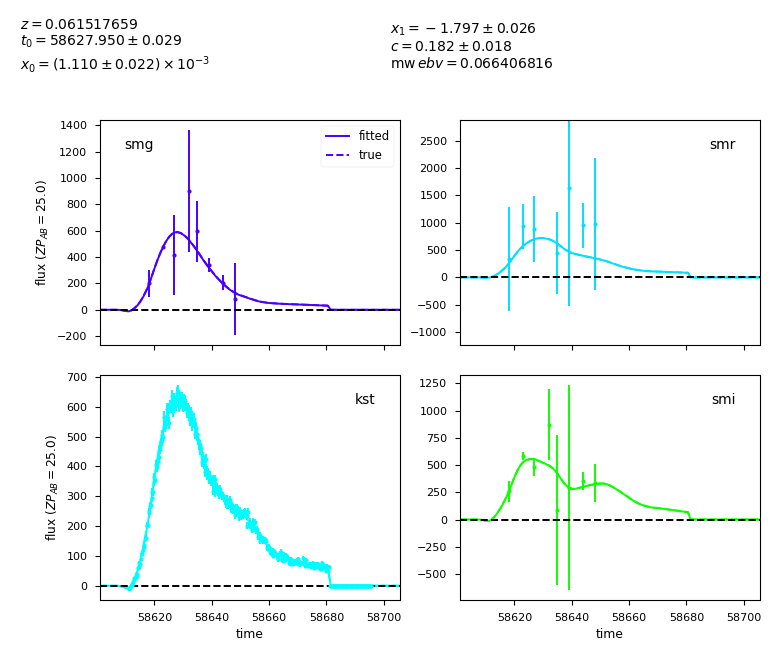 z = 0.061517659
t₀ = 58627.950 ± 0.029
x₀ = (1.110 ± 0.022) × 10⁻³
x₁ = −1.797 ± 0.026
c = 0.182 ± 0.018
mw ebv = 0.066406816
smg
fitted
true
flux (ZP_AB = 25.0)
1400
1200
1000
800
600
400
200
0
−200
smr
2500
2000
1500
1000
500
0
−500
−1000
kst
flux (ZP_AB = 25.0)
700
600
500
400
300
200
100
0
58620 58640 58660 58680 58700
time
smi
1250
1000
750
500
250
0
−250
−500
58620 58640 58660 58680 58700
time